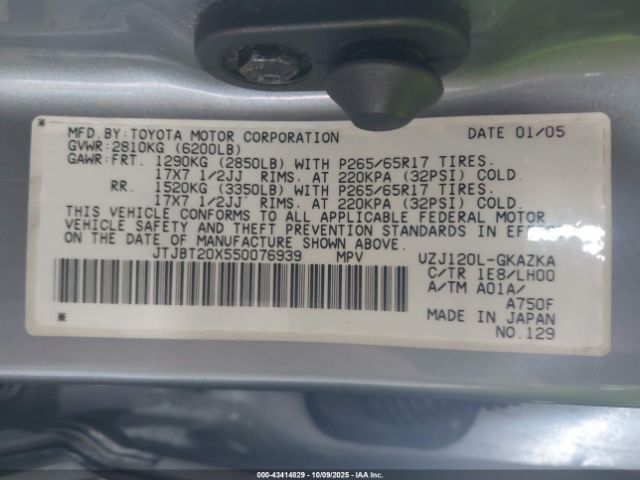 MFD.BY:TOYOTA MOTOR CORPORATION DATE 01/05
GVWR:2810KG (6200LB)
GAWR:FRT. 1290KG (2850LB) WITH P265/65R17 TIRES.
17X7 1/2JJ RIMS. AT 220KPA (32PSI) COLD.
RR. 1520KG (3350LB) WITH P265/65R17 TIRES.
17X7 1/2JJ RIMS. AT 220KPA (32PSI) COLD.
THIS VEHICLE CONFORMS TO ALL APPLICABLE FEDERAL MOTOR
VEHICLE SAFETY AND THEFT PREVENTION STANDARDS IN EFFECT
ON THE DATE OF MANUFACTURE SHOWN ABOVE.
JTJBT20X550076939 MPV UZJ120L-GKAZKA
C/TR 1E8/LH00
A/TM A01A/
A750F
MADE IN JAPAN
NO.129
000-43414829 - 10/09/2025 - IAAI.com